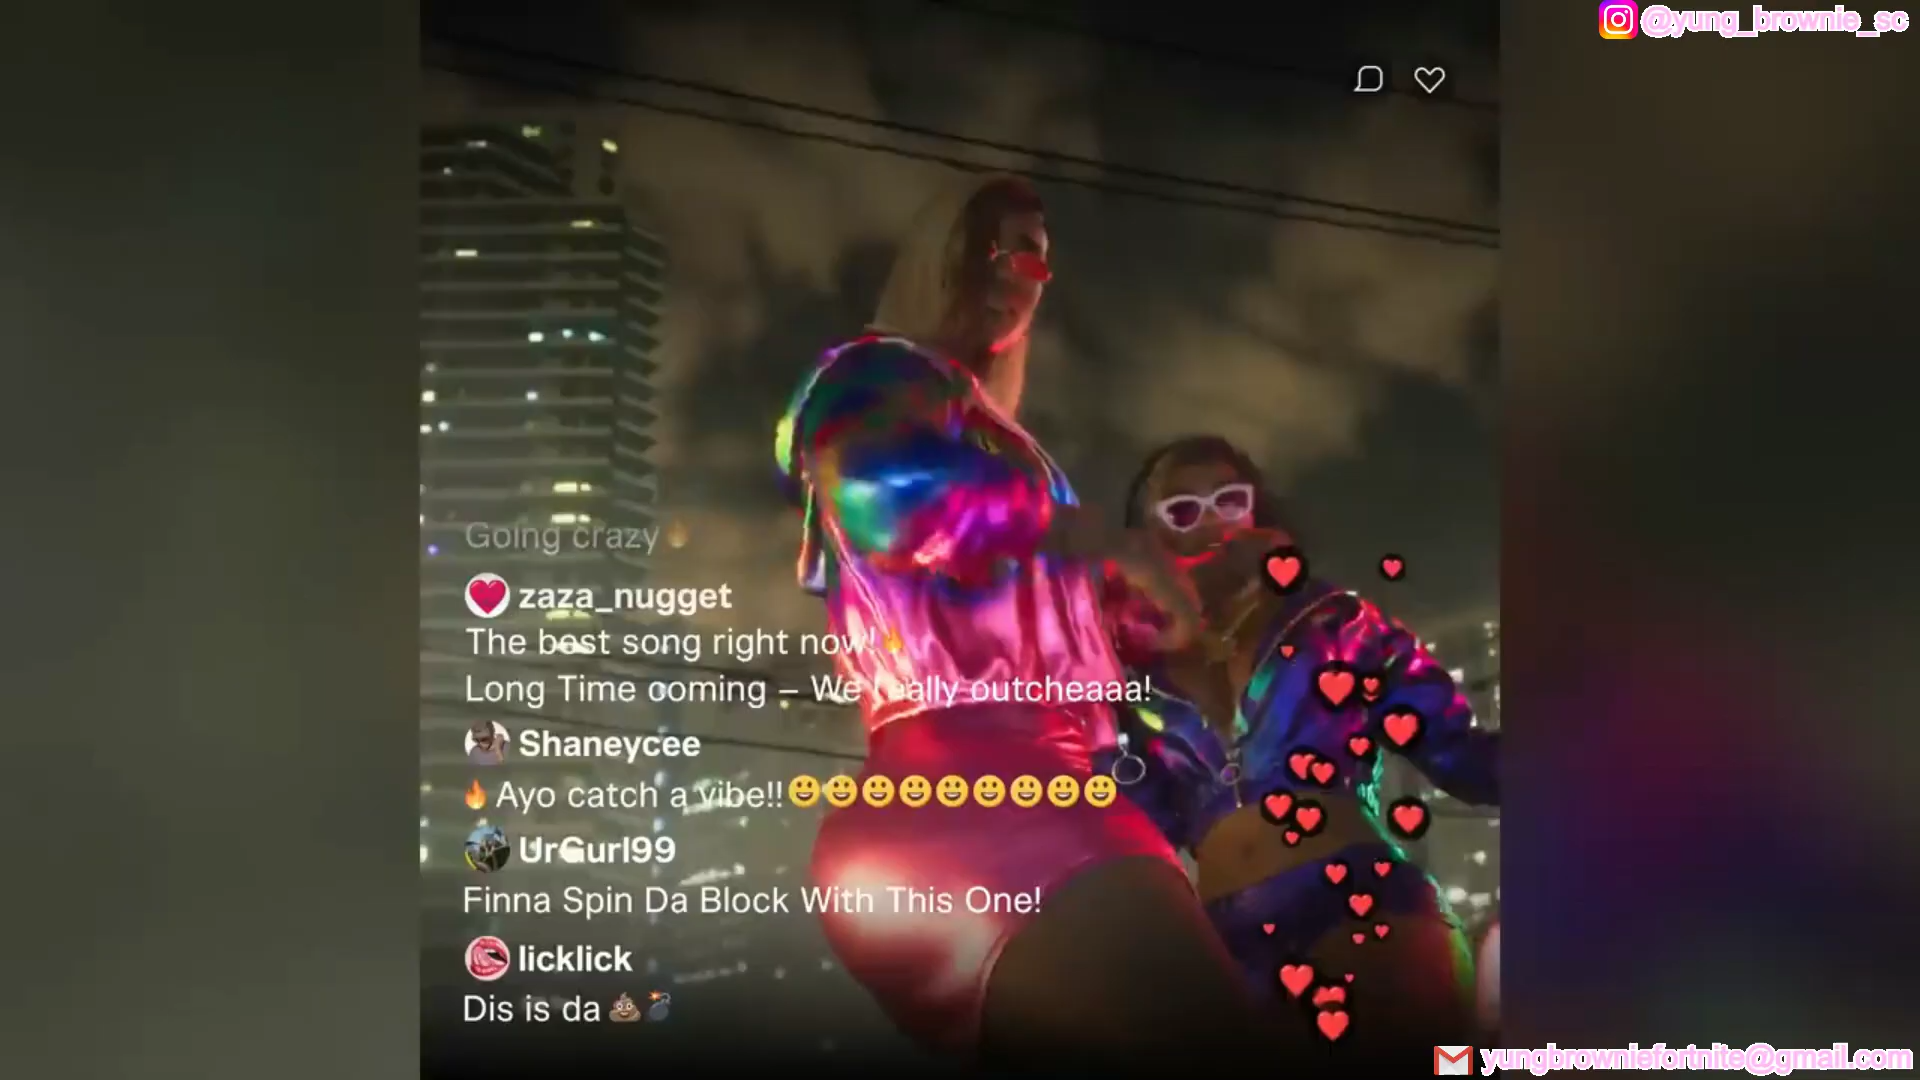 @yung_brownie_sc
Going crazy🔥
zaza_nugget
The best song right now!🔥
Long Time coming – We really outcheaaa!
Shaneycee
🔥Ayo catch a vibe!!😀😀😀😀😀😀😀😀😀
UrGurl99
Finna Spin Da Block With This One!
licklick
Dis is da💩💣
yungbrowniefortnite@gmail.com